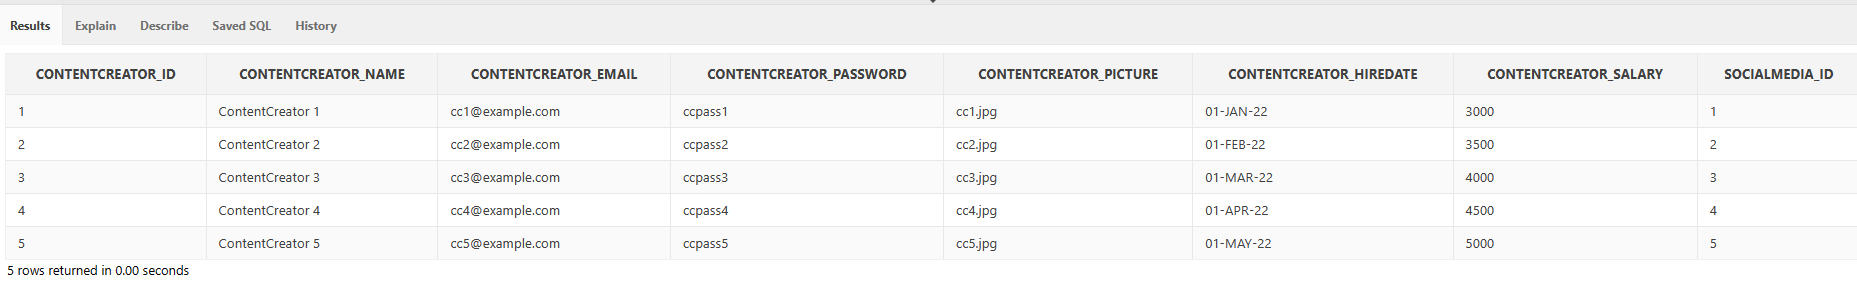 Results Explain Describe Saved SQL History
CONTENTCREATOR_ID CONTENTCREATOR_NAME CONTENTCREATOR_EMAIL CONTENTCREATOR_PASSWORD CONTENTCREATOR_PICTURE CONTENTCREATOR_HIREDATE CONTENTCREATOR_SALARY SOCIALMEDIA_ID
1 ContentCreator 1 cc1@example.com ccpass1 cc1.jpg 01-JAN-22 3000 1
2 ContentCreator 2 cc2@example.com ccpass2 cc2.jpg 01-FEB-22 3500 2
3 ContentCreator 3 cc3@example.com ccpass3 cc3.jpg 01-MAR-22 4000 3
4 ContentCreator 4 cc4@example.com ccpass4 cc4.jpg 01-APR-22 4500 4
5 ContentCreator 5 cc5@example.com ccpass5 cc5.jpg 01-MAY-22 5000 5
5 rows returned in 0.00 seconds